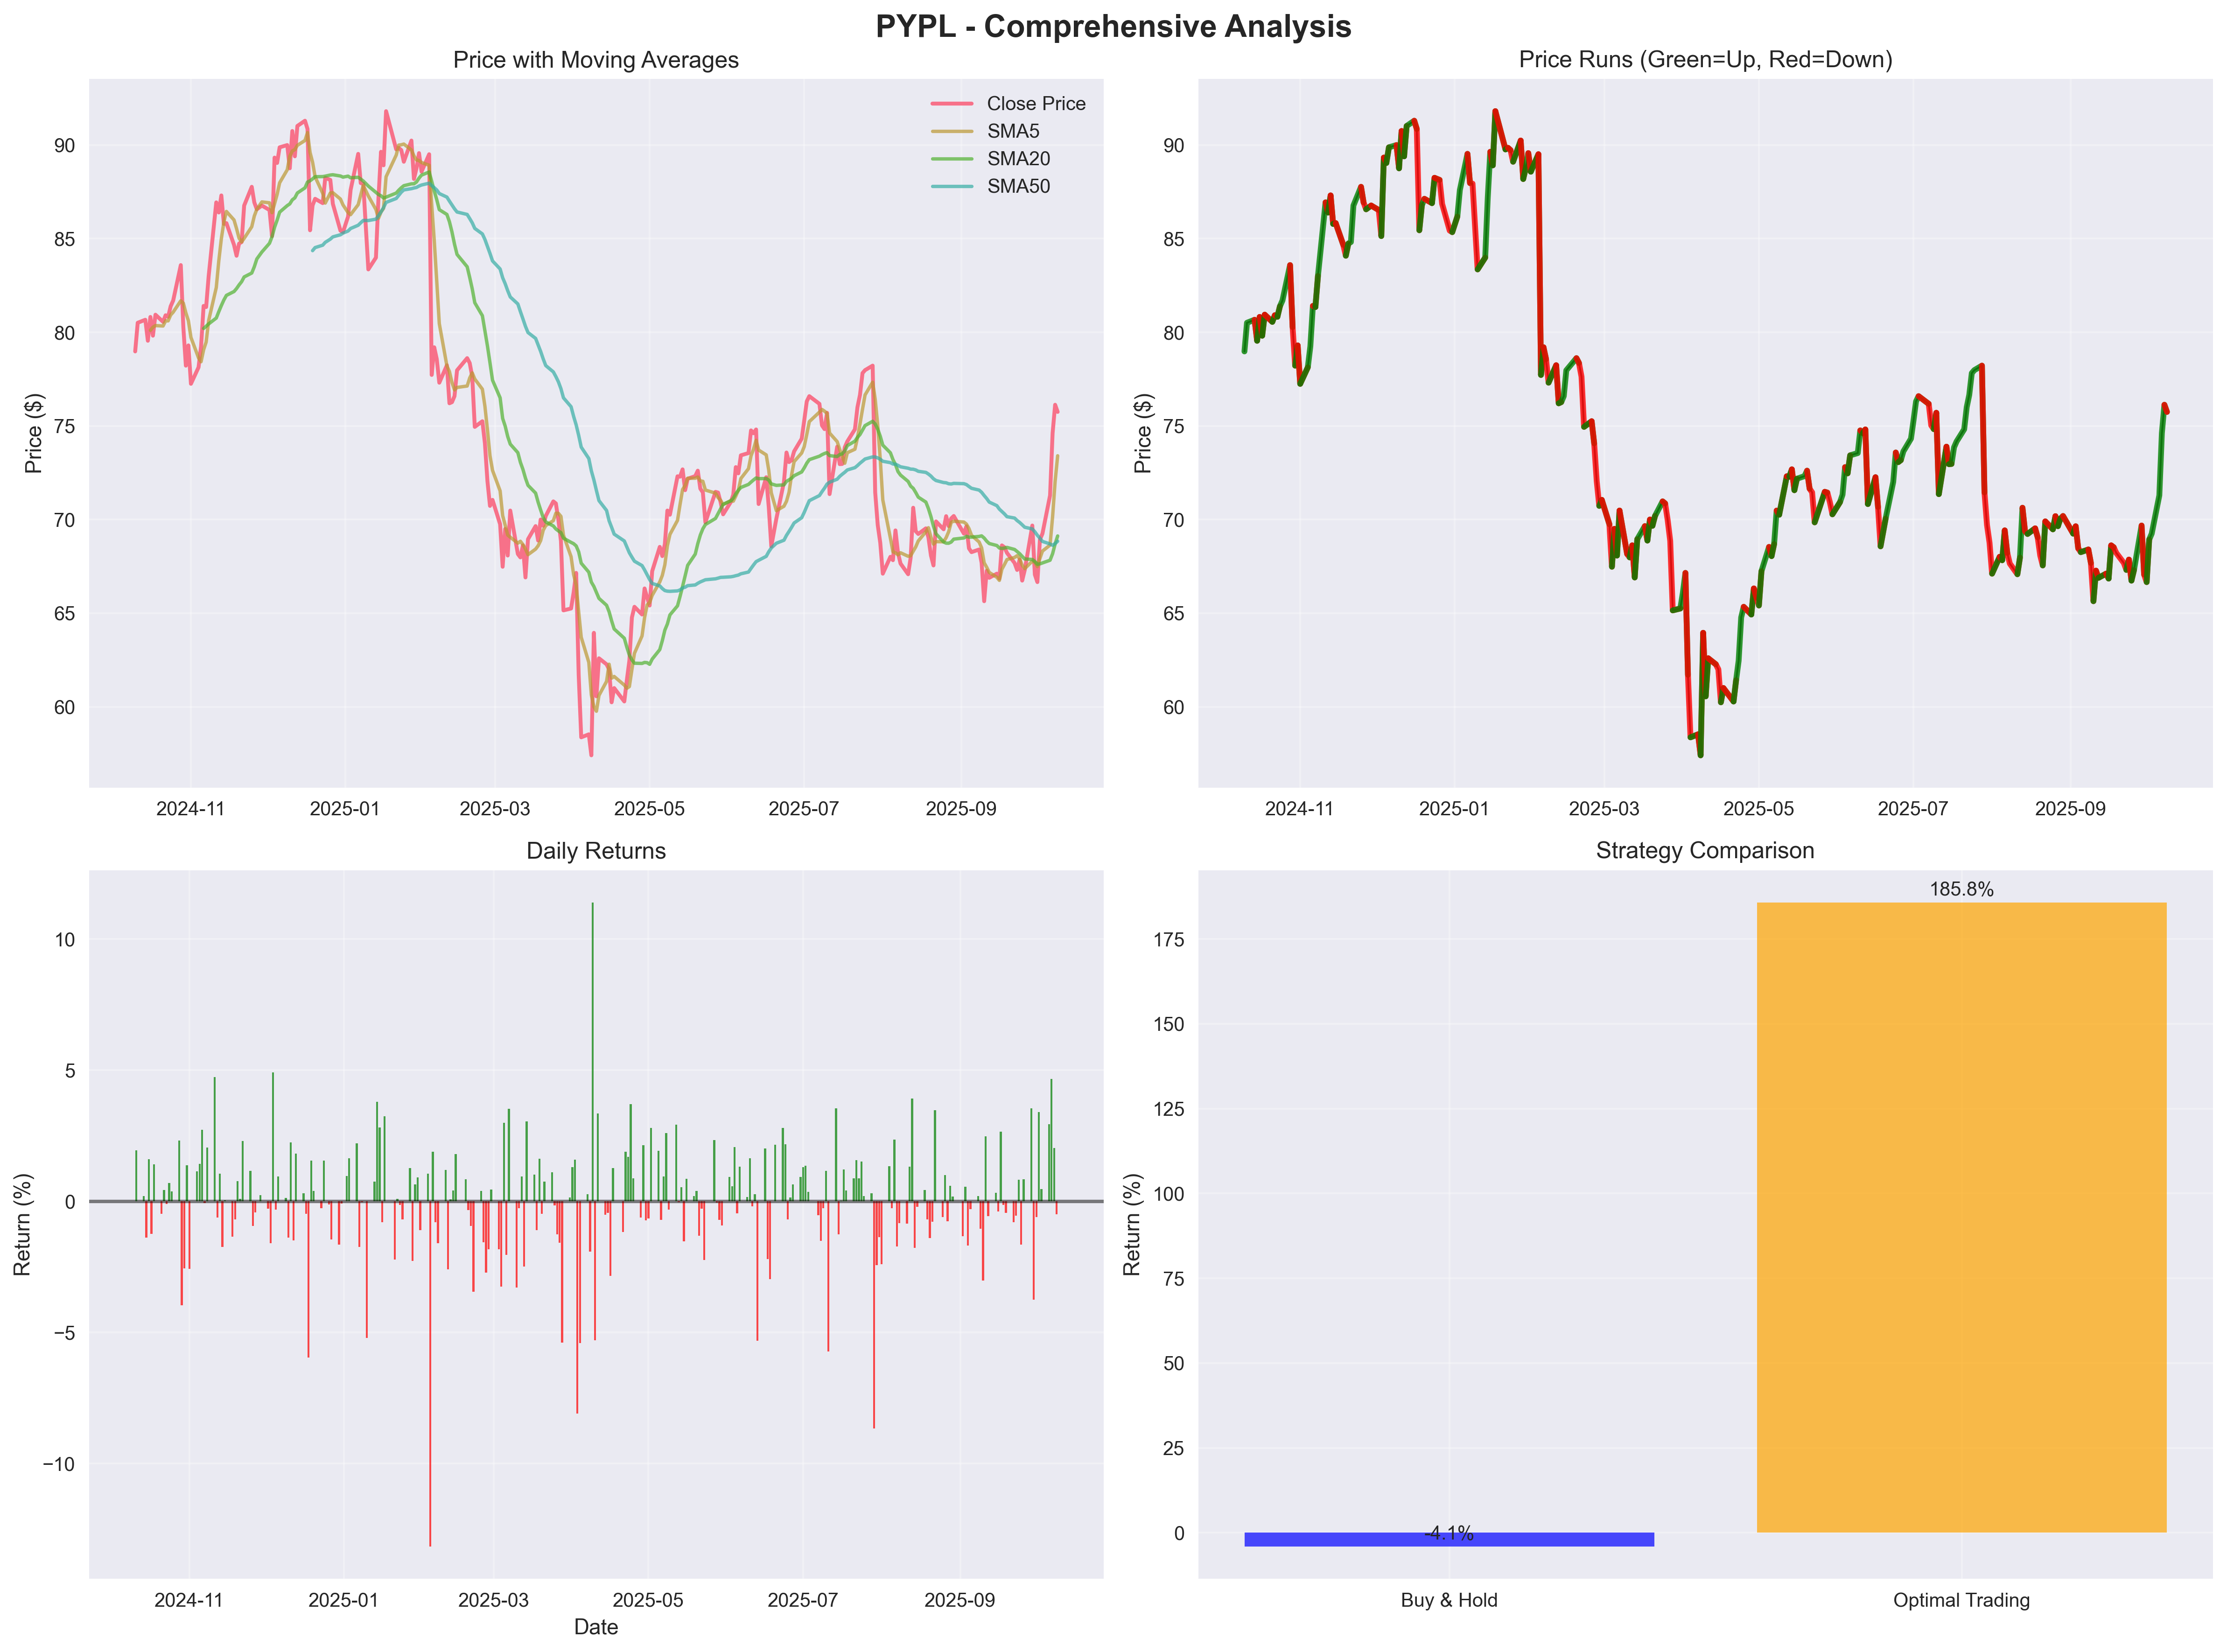 PYPL - Comprehensive Analysis
Price with Moving Averages
Price ($)
90
85
80
75
70
65
60
Close Price
SMA5
SMA20
SMA50
2024-11
2025-01
2025-03
2025-05
2025-07
2025-09
Price Runs (Green=Up, Red=Down)
Price ($)
90
85
80
75
70
65
60
2024-11
2025-01
2025-03
2025-05
2025-07
2025-09
Daily Returns
Return (%)
10
5
0
−5
−10
2024-11
2025-01
2025-03
2025-05
2025-07
2025-09
Date
Strategy Comparison
Return (%)
175
150
125
100
75
50
25
0
185.8%
-4.1%
Buy & Hold
Optimal Trading